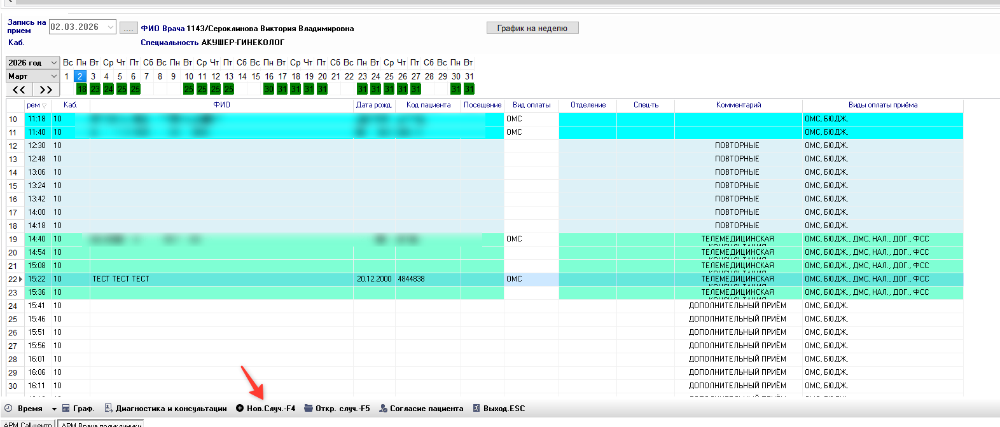 Запись на прием 02.03.2026 .... ФИО Врача 1143/Сероклинова Виктория Владимировна График на неделю
Каб. Специальность АКУШЕР-ГИНЕКОЛОГ
2026 год Вс Пн Вт Ср Чт Пт Сб Вс Пн Вт Ср Чт Пт Сб Вс Пн Вт Ср Чт Пт Сб Вс Пн Вт Ср Чт Пт Сб Вс Пн Вт
Март 1 2 3 4 5 6 7 8 9 10 11 12 13 14 15 16 17 18 19 20 21 22 23 24 25 26 27 28 29 30 31
<< >> 18 23 24 25 25 25 25 25 25 30 31 31 31 31 31 31 31 31 31 31 31
рем Каб. ФИО Дата рожд. Код пациента Посещение Вид оплаты Отделение Спец-ть Комментарий Виды оплаты приёма
10 11:18 10 ОМС ОМС, БЮДЖ.
11 11:40 10 ОМС ОМС, БЮДЖ.
12 12:30 10 ПОВТОРНЫЕ ОМС, БЮДЖ.
13 12:48 10 ПОВТОРНЫЕ ОМС, БЮДЖ.
14 13:06 10 ПОВТОРНЫЕ ОМС, БЮДЖ.
15 13:24 10 ПОВТОРНЫЕ ОМС, БЮДЖ.
16 13:42 10 ПОВТОРНЫЕ ОМС, БЮДЖ.
17 14:00 10 ПОВТОРНЫЕ ОМС, БЮДЖ.
18 14:18 10 ПОВТОРНЫЕ ОМС, БЮДЖ.
19 14:40 10 ОМС ТЕЛЕМЕДИЦИНСКАЯ ОМС, БЮДЖ., ДМС, НАЛ., ДОГ., ФСС
20 14:54 10 ТЕЛЕМЕДИЦИНСКАЯ ОМС, БЮДЖ., ДМС, НАЛ., ДОГ., ФСС
21 15:08 10 ТЕЛЕМЕДИЦИНСКАЯ ОМС, БЮДЖ., ДМС, НАЛ., ДОГ., ФСС
22 15:22 10 ТЕСТ ТЕСТ ТЕСТ 20.12.2000 4844838 ОМС ТЕЛЕМЕДИЦИНСКАЯ ОМС, БЮДЖ., ДМС, НАЛ., ДОГ., ФСС
23 15:36 10 ТЕЛЕМЕДИЦИНСКАЯ ОМС, БЮДЖ., ДМС, НАЛ., ДОГ., ФСС
24 15:41 10 ДОПОЛНИТЕЛЬНЫЙ ПРИЁМ ОМС, БЮДЖ.
25 15:46 10 ДОПОЛНИТЕЛЬНЫЙ ПРИЁМ ОМС, БЮДЖ.
26 15:51 10 ДОПОЛНИТЕЛЬНЫЙ ПРИЁМ ОМС, БЮДЖ.
27 15:56 10 ДОПОЛНИТЕЛЬНЫЙ ПРИЁМ ОМС, БЮДЖ.
28 16:01 10 ДОПОЛНИТЕЛЬНЫЙ ПРИЁМ ОМС, БЮДЖ.
29 16:06 10 ДОПОЛНИТЕЛЬНЫЙ ПРИЁМ ОМС, БЮДЖ.
30 16:11 10 ДОПОЛНИТЕЛЬНЫЙ ПРИЁМ ОМС, БЮДЖ.
Время Граф. Диагностика и консультации Нов.Случ.-F4 Откр. случ.-F5 Согласие пациента Выход.ESC
АРМ Call-центр АРМ Врача поликлиники